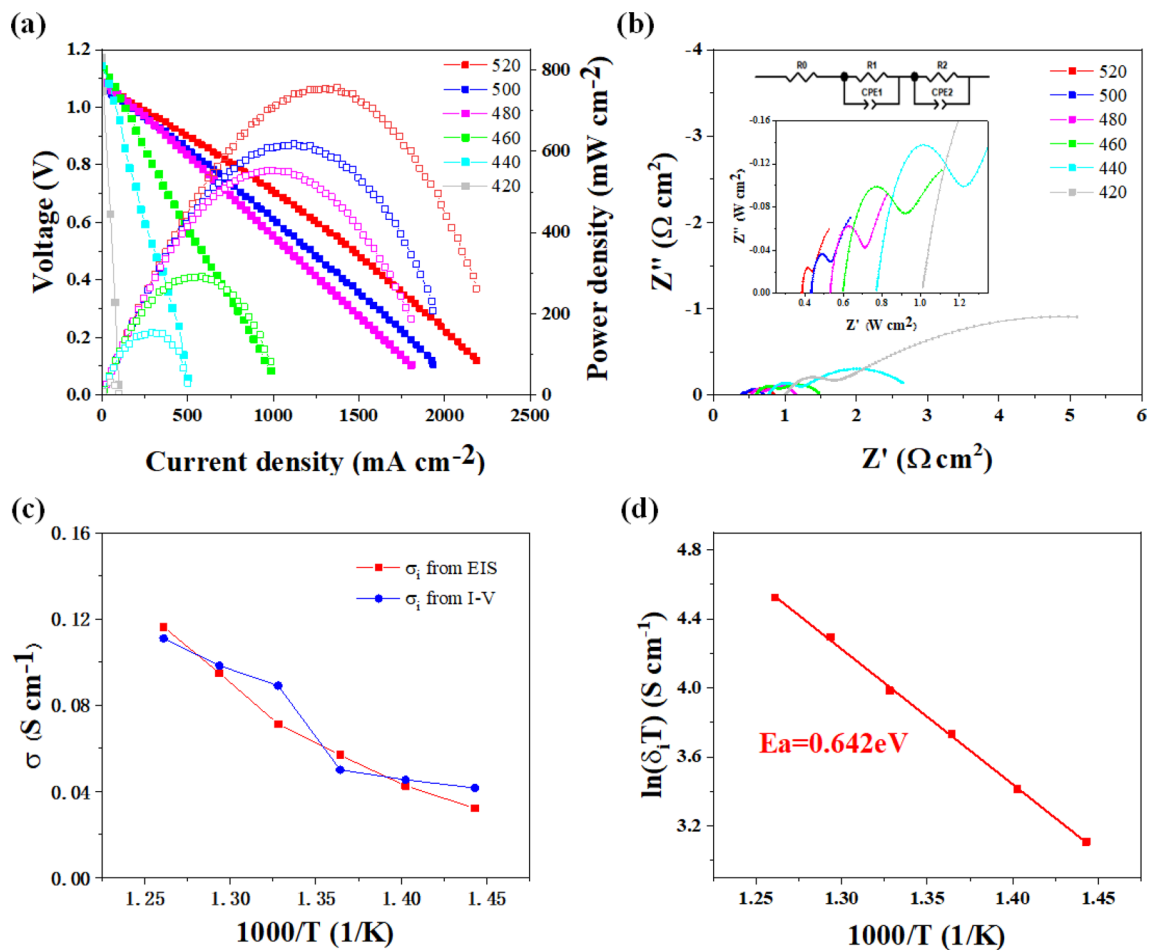 (a)
1.2
1.0
0.8
0.6
0.4
0.2
0.0
Voltage (V)
520
500
480
460
440
420
800
600
400
200
0
Power density (mW cm-2)
0 500 1000 1500 2000 2500
Current density (mA cm-2)
(b)
-4
-3
-2
-1
0
Z'' (Ω cm2)
R0 R1 R2
CPE1 CPE2
520
500
480
460
440
420
-0.16
-0.12
-0.08
-0.04
0.00
Z'' (W cm2)
0.4 0.6 0.8 1.0 1.2
Z' (W cm2)
0 1 2 3 4 5 6
Z' (Ω cm2)
(c)
0.16
0.12
0.08
0.04
0.00
σ (S cm-1)
σi from EIS
σi from I-V
1.25 1.30 1.35 1.40 1.45
1000/T (1/K)
(d)
4.8
4.4
4.0
3.6
3.2
ln(δiT) (S cm-1)
Ea=0.642eV
1.25 1.30 1.35 1.40 1.45
1000/T (1/K)